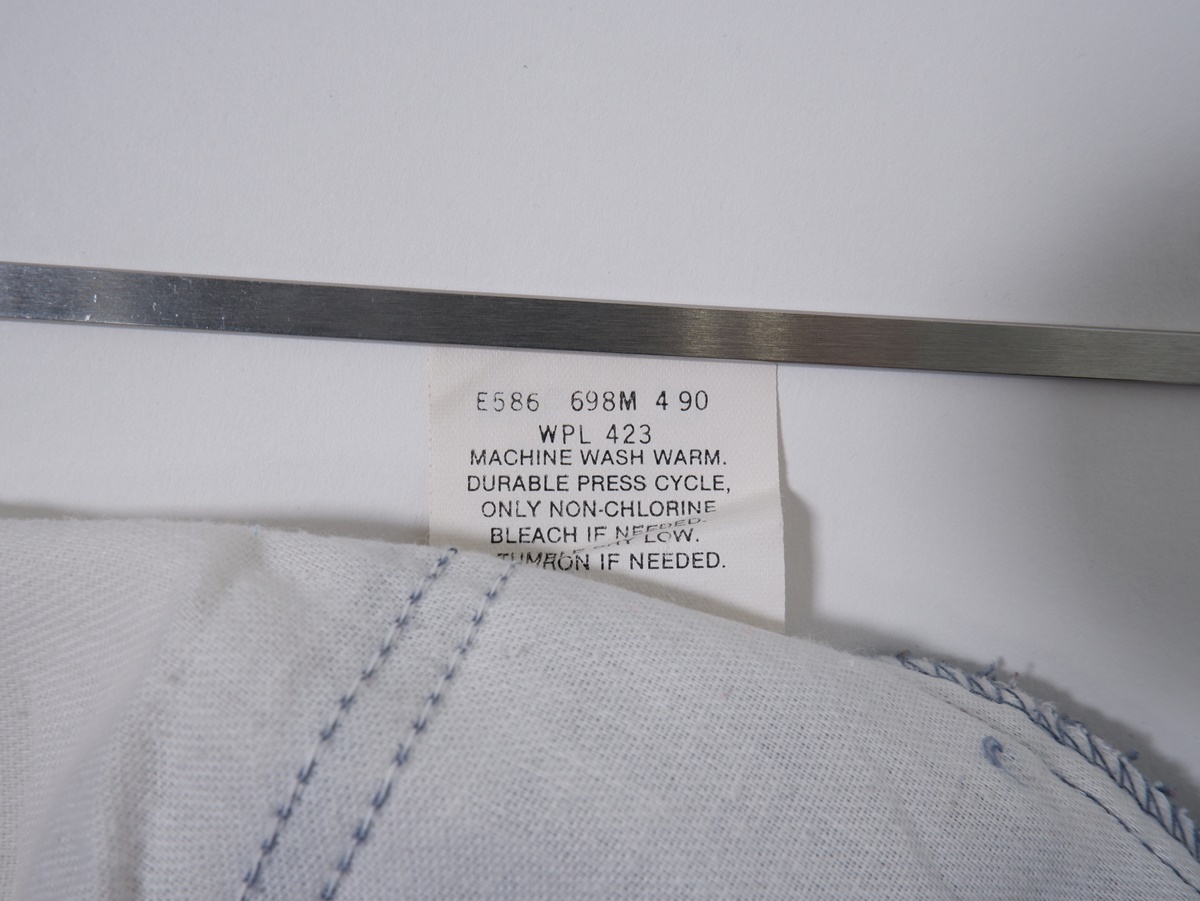 E586 698M 4 90
WPL 423
MACHINE WASH WARM.
DURABLE PRESS CYCLE,
ONLY NON-CHLORINE
BLEACH IF NEEDED.
LOW.
IF NEEDED.